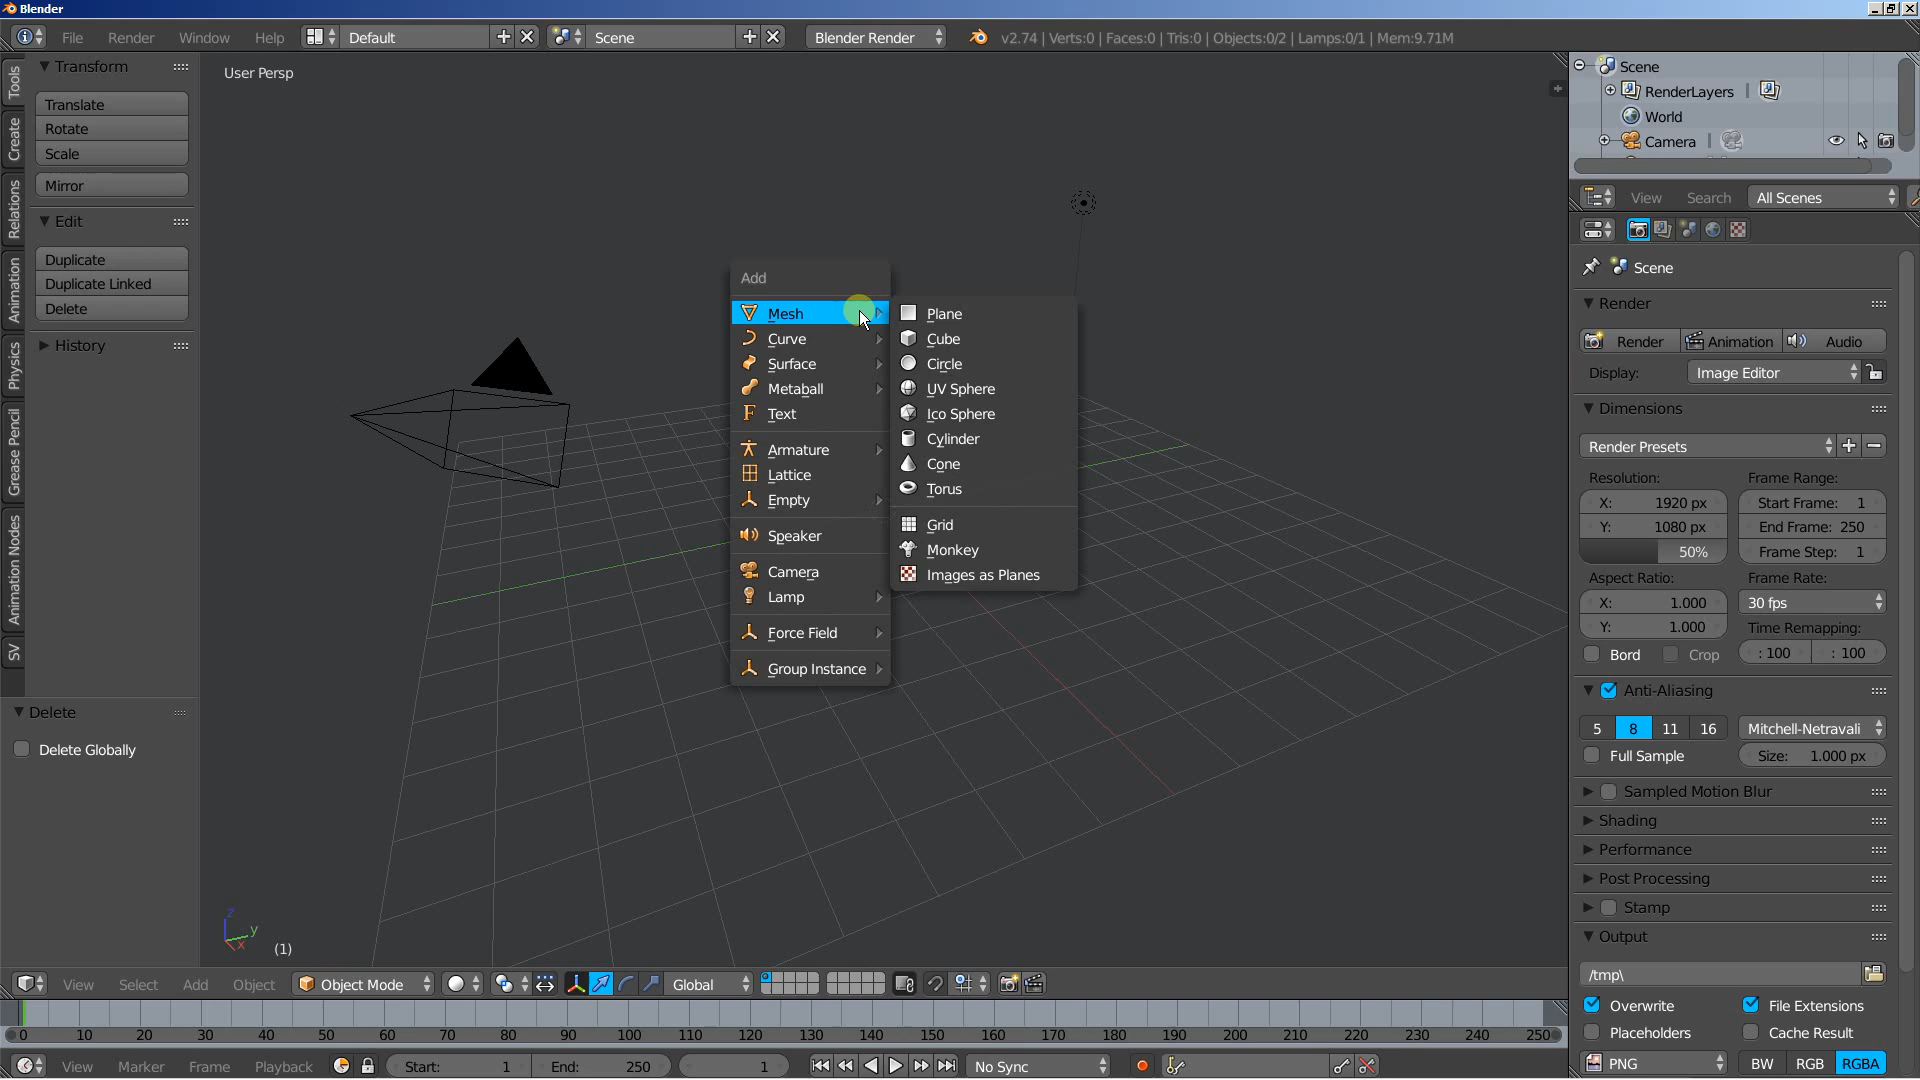 Blender
File Render Window Help Default Scene Blender Render v2.74 | Verts:0 | Faces:0 | Tris:0 | Objects:0/2 | Lamps:0/1 | Mem:9.71M
Tools
Create
Relations
Animation
Physics
Grease Pencil
Animation Nodes
SV
Transform
Translate
Rotate
Scale
Mirror
Edit
Duplicate
Duplicate Linked
Delete
History
Delete
Delete Globally
User Persp
Add
Mesh
Curve
Surface
Metaball
Text
Armature
Lattice
Empty
Speaker
Camera
Lamp
Force Field
Group Instance
Plane
Cube
Circle
UV Sphere
Ico Sphere
Cylinder
Cone
Torus
Grid
Monkey
Images as Planes
z
y
x
(1)
View Select Add Object Object Mode Global
0 10 20 30 40 50 60 70 80 90 100 110 120 130 140 150 160 170 180 190 200 210 220 230 240 250
View Marker Frame Playback Start: 1 End: 250 1 No Sync
Scene
RenderLayers
World
Camera
View Search All Scenes
Scene
Render
Render Animation Audio
Display: Image Editor
Dimensions
Render Presets
Resolution: Frame Range:
X: 1920 px Start Frame: 1
Y: 1080 px End Frame: 250
50% Frame Step: 1
Aspect Ratio: Frame Rate:
X: 1.000 30 fps
Y: 1.000 Time Remapping:
Bord Crop : 100 : 100
Anti-Aliasing
5 8 11 16 Mitchell-Netravali
Full Sample Size: 1.000 px
Sampled Motion Blur
Shading
Performance
Post Processing
Stamp
Output
/tmp\
Overwrite File Extensions
Placeholders Cache Result
PNG BW RGB RGBA